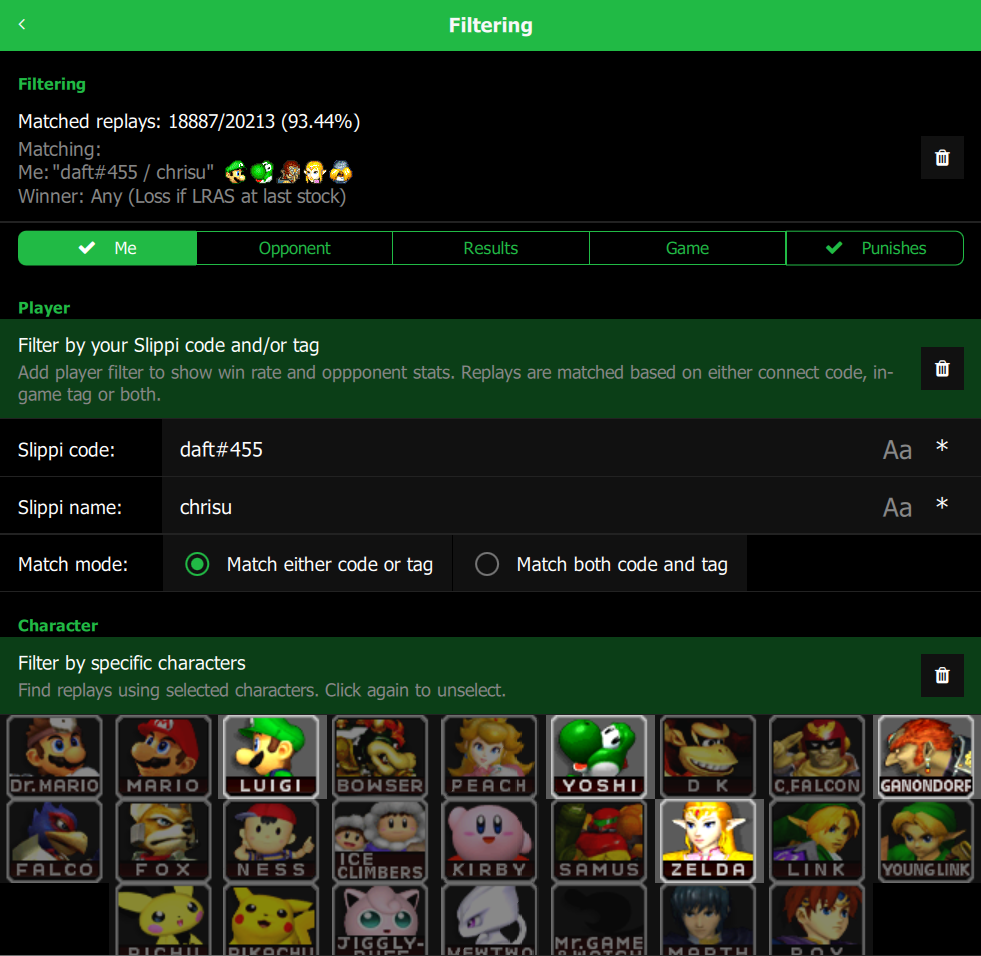 Filtering
Filtering
Matched replays: 18887/20213 (93.44%)
Matching:
Me: "daft#455 / chrisu"
Winner: Any (Loss if LRAS at last stock)
Me Opponent Results Game Punishes
Player
Filter by your Slippi code and/or tag
Add player filter to show win rate and oppponent stats. Replays are matched based on either connect code, in-
game tag or both.
Slippi code: daft#455 Aa *
Slippi name: chrisu Aa *
Match mode: Match either code or tag Match both code and tag
Character
Filter by specific characters
Find replays using selected characters. Click again to unselect.
Dr.MARIO MARIO LUIGI BOWSER PEACH YOSHI D K C.FALCON GANONDORF
FALCO FOX NESS ICE CLIMBERS KIRBY SAMUS ZELDA LINK YOUNG LINK
PICHU PIKACHU JIGGLY-PUFF MEWTWO Mr.GAME &WATCH MARTH ROY